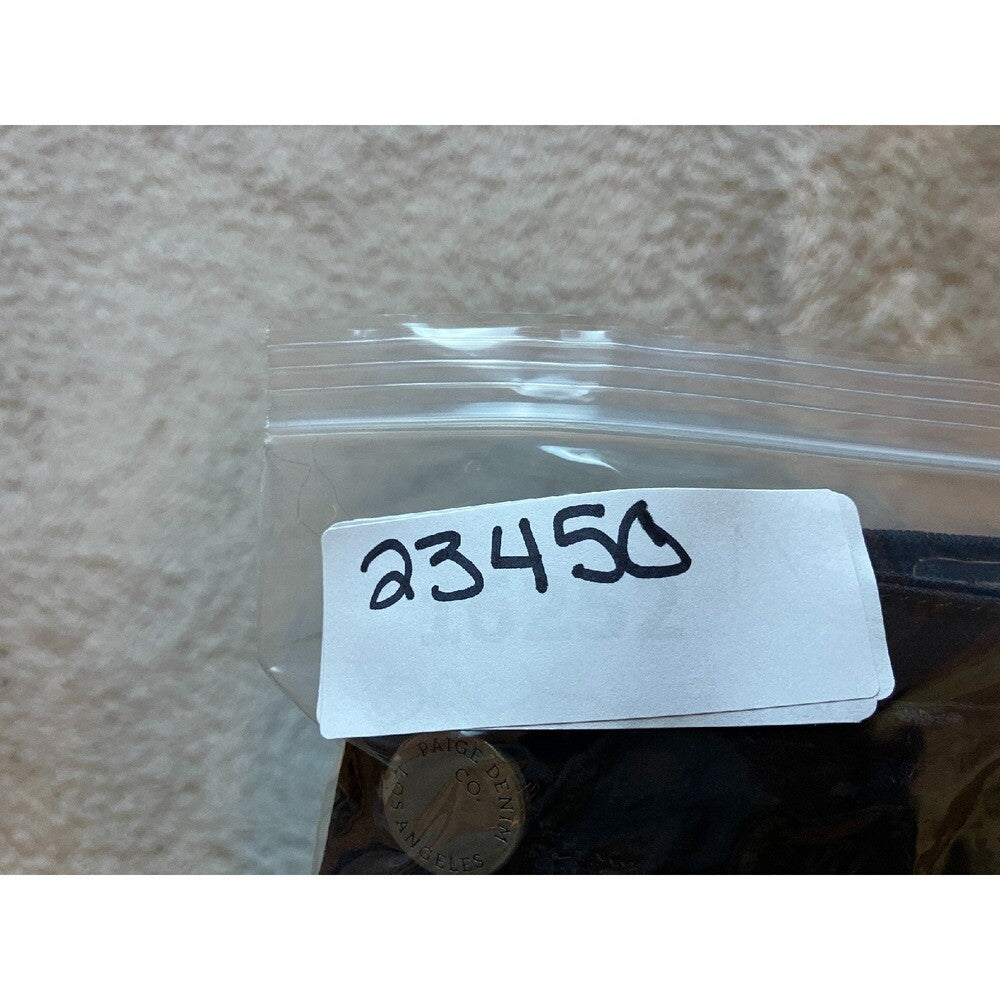 23450
PAIGE DENIM
CO.
LOS ANGELES